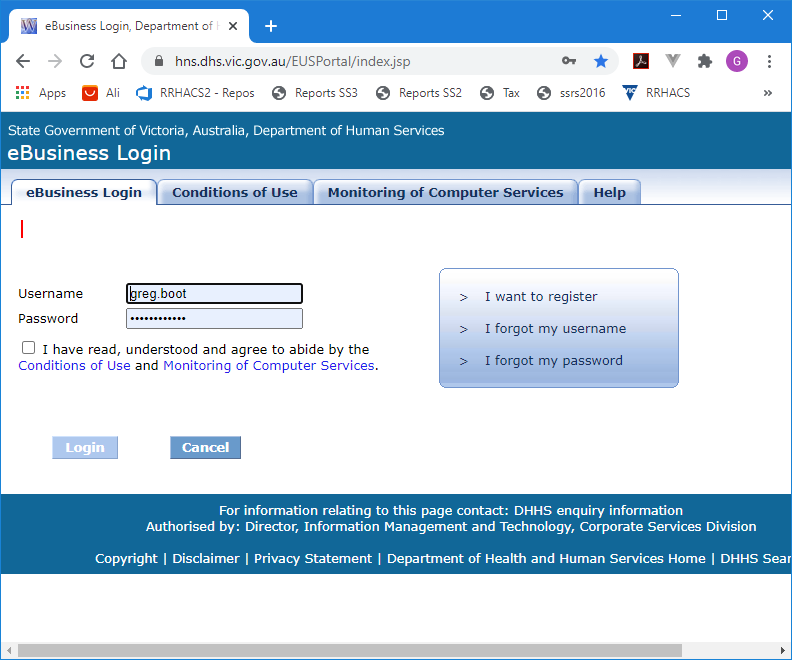 eBusiness Login, Department of
hns.dhs.vic.gov.au/EUSPortal/index.jsp
G
Apps Ali RRHACS2 - Repos Reports SS3 Reports SS2 Tax ssrs2016 VIC RRHACS »
State Government of Victoria, Australia, Department of Human Services
eBusiness Login
eBusiness Login Conditions of Use Monitoring of Computer Services Help
Username greg.boot
Password ••••••••••••
I have read, understood and agree to abide by the
Conditions of Use and Monitoring of Computer Services.
> I want to register
> I forgot my username
> I forgot my password
Login Cancel
For information relating to this page contact: DHHS enquiry information
Authorised by: Director, Information Management and Technology, Corporate Services Division
Copyright | Disclaimer | Privacy Statement | Department of Health and Human Services Home | DHHS Sear